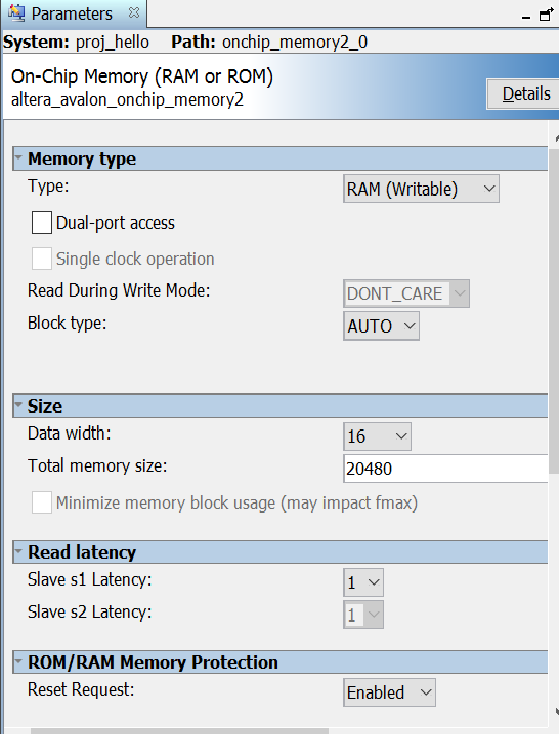 Parameters
System: proj_hello Path: onchip_memory2_0
On-Chip Memory (RAM or ROM)
altera_avalon_onchip_memory2
Details
Memory type
Type: RAM (Writable)
Dual-port access
Single clock operation
Read During Write Mode: DONT_CARE
Block type: AUTO
Size
Data width: 16
Total memory size: 20480
Minimize memory block usage (may impact fmax)
Read latency
Slave s1 Latency: 1
Slave s2 Latency: 1
ROM/RAM Memory Protection
Reset Request: Enabled